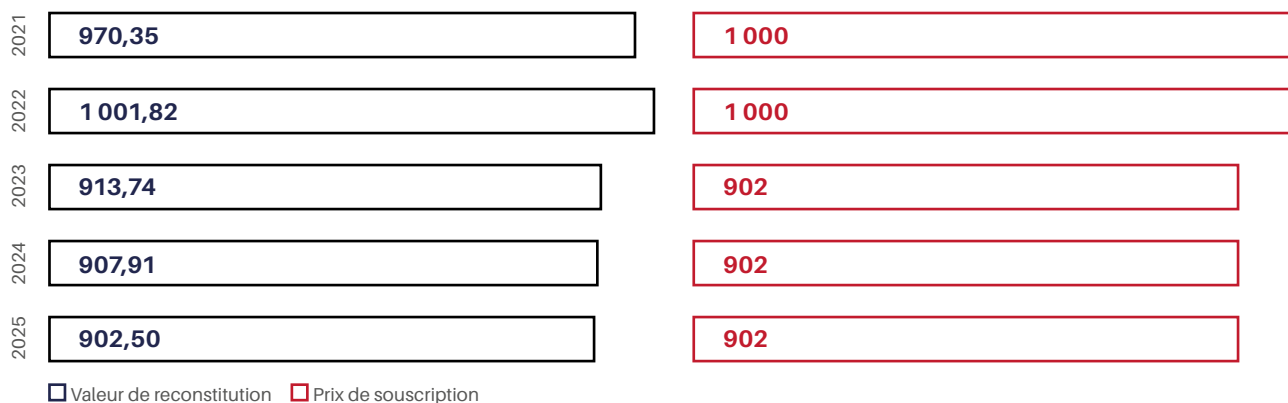 2021 970,35 1 000
2022 1 001,82 1 000
2023 913,74 902
2024 907,91 902
2025 902,50 902
Valeur de reconstitution Prix de souscription